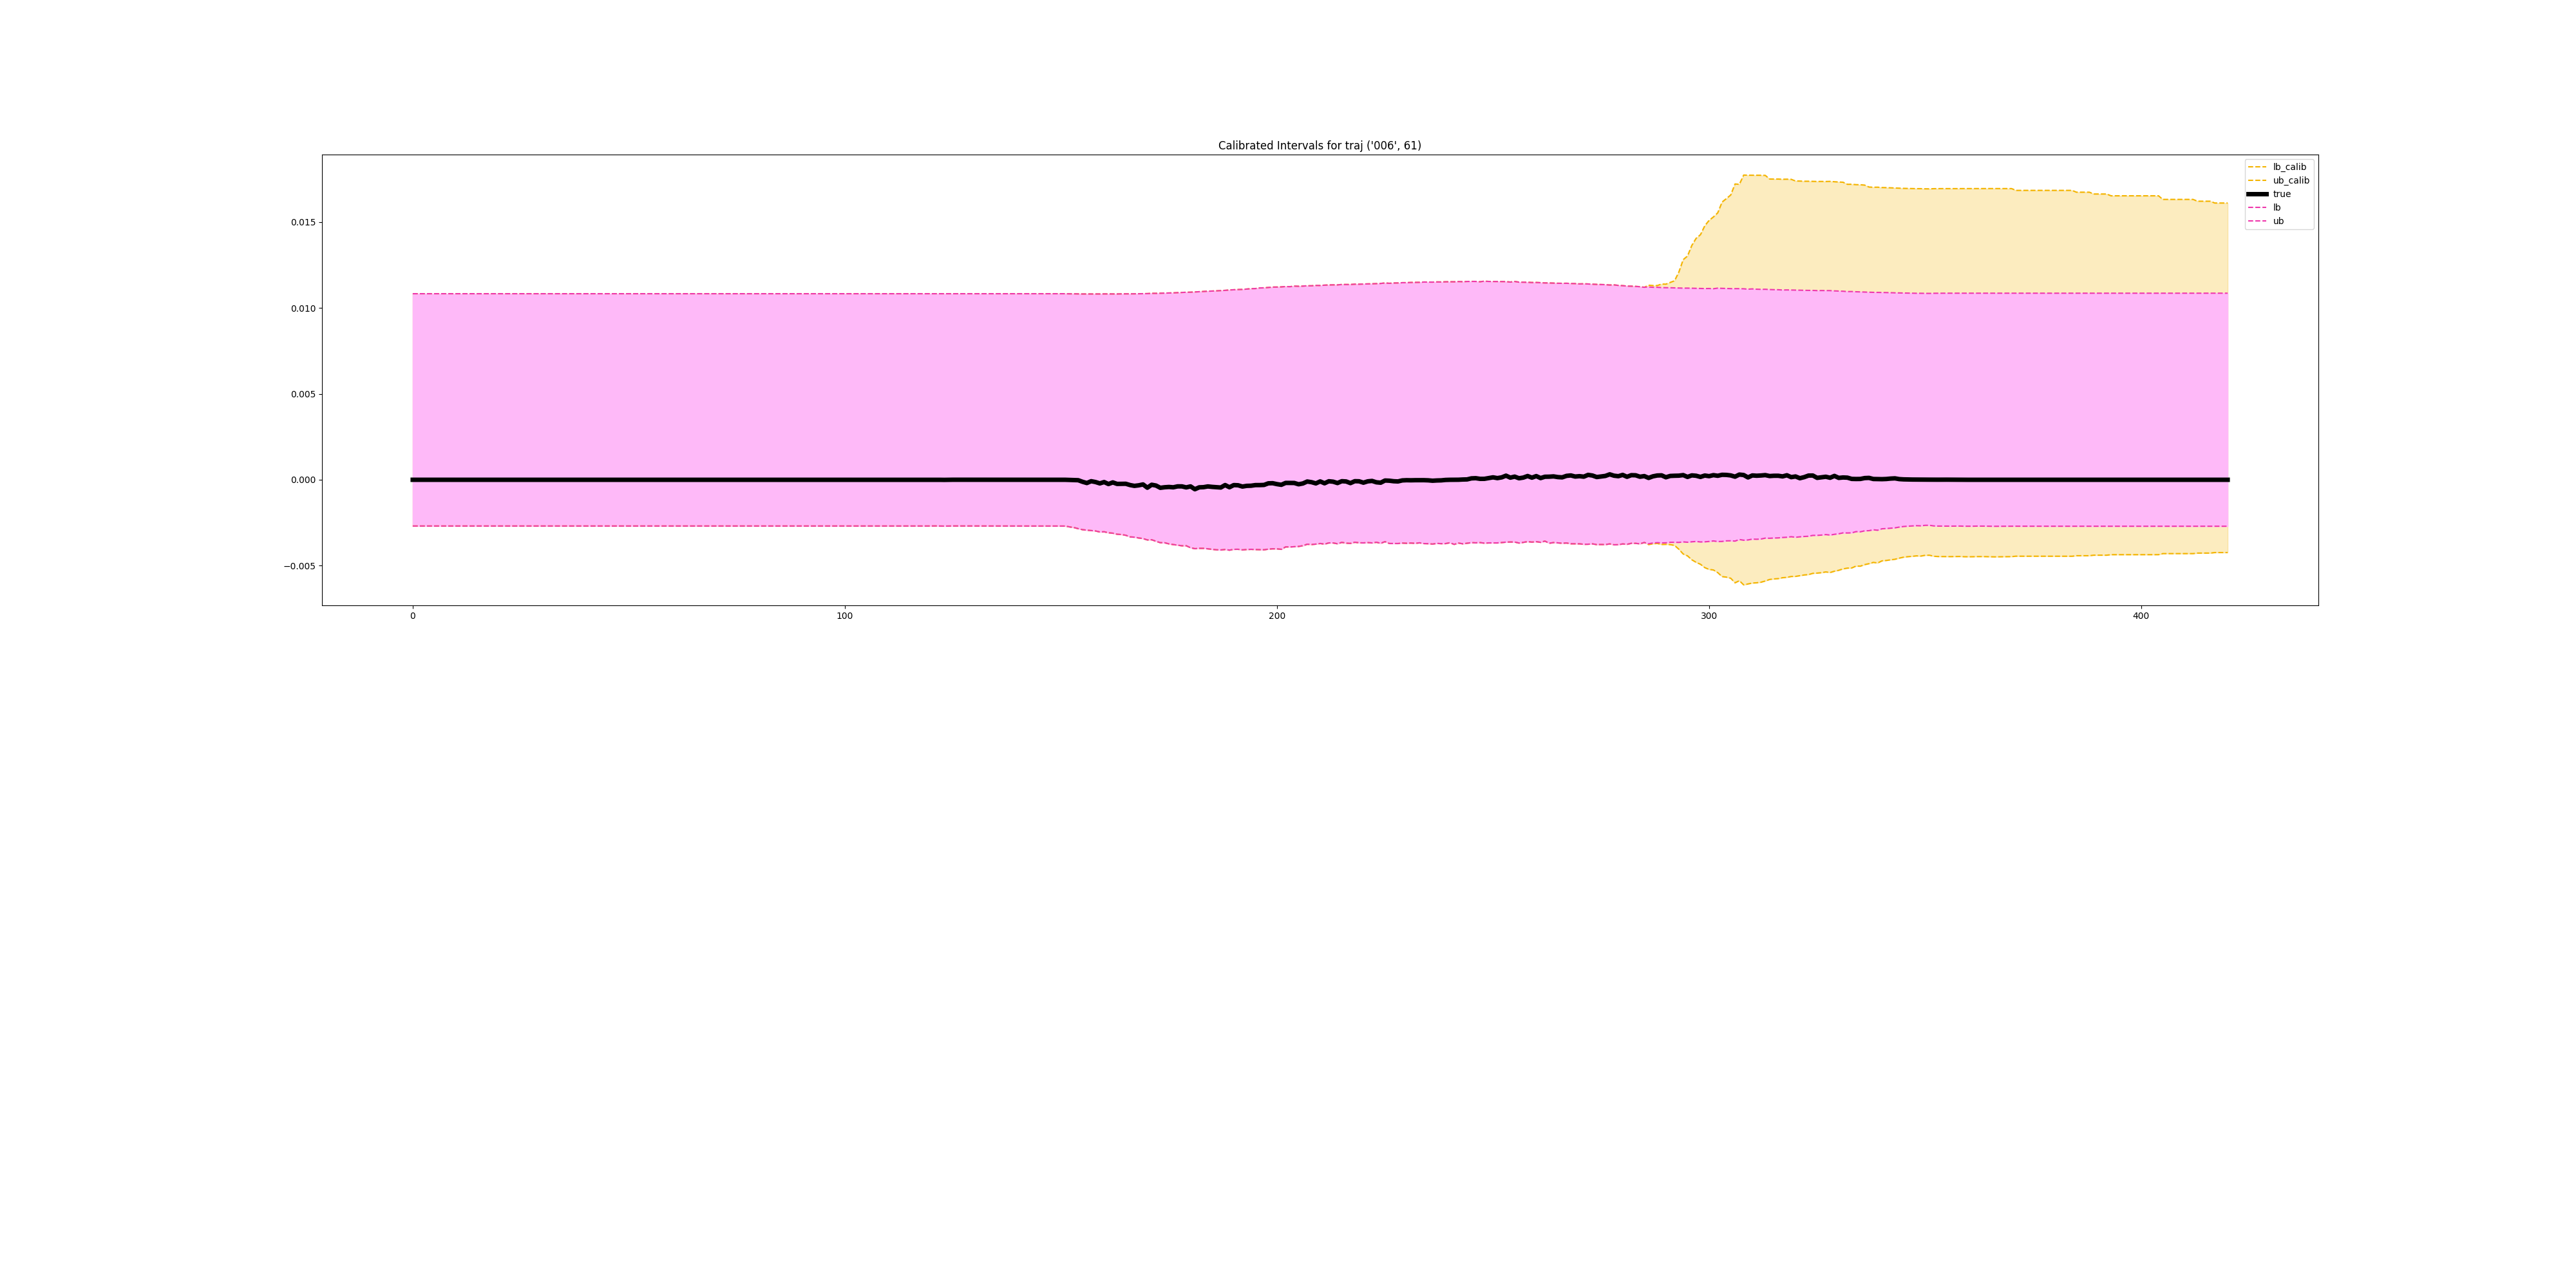 Calibrated Intervals for traj ('006', 61)
lb_calib
ub_calib
true
lb
ub
0.015
0.010
0.005
0.000
−0.005
0
100
200
300
400